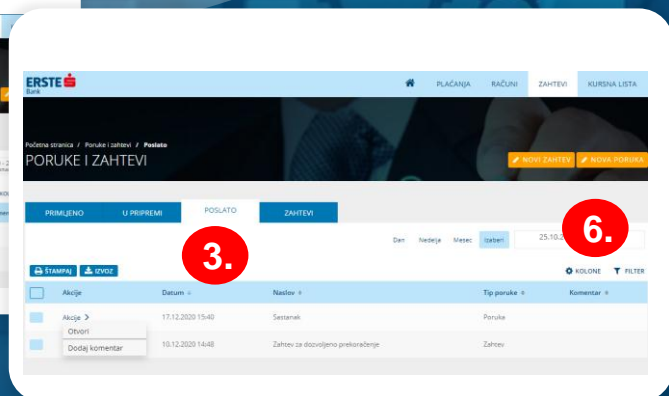 ERSTE
Bank
PLAĆANJA RAČUNI ZAHTEVI KURSNA LISTA
Početna stranica / Poruke i zahtevi / Poslato
PORUKE I ZAHTEVI
NOVI ZAHTEV NOVA PORUKA
PRIMLJENO U PRIPREMI POSLATO ZAHTEVI
3.
6.
Dan Nedelja Mesec Izaberi 25.10.2
ŠTAMPAJ IZVOZ KOLONE FILTER
Akcije Datum Naslov Tip poruke Komentar
Akcije 17.12.2020 15:40 Sastanak Poruka
Otvori
Dodaj komentar 10.12.2020 14:48 Zahtev za dozvoljeno prekoračenje Zahtev